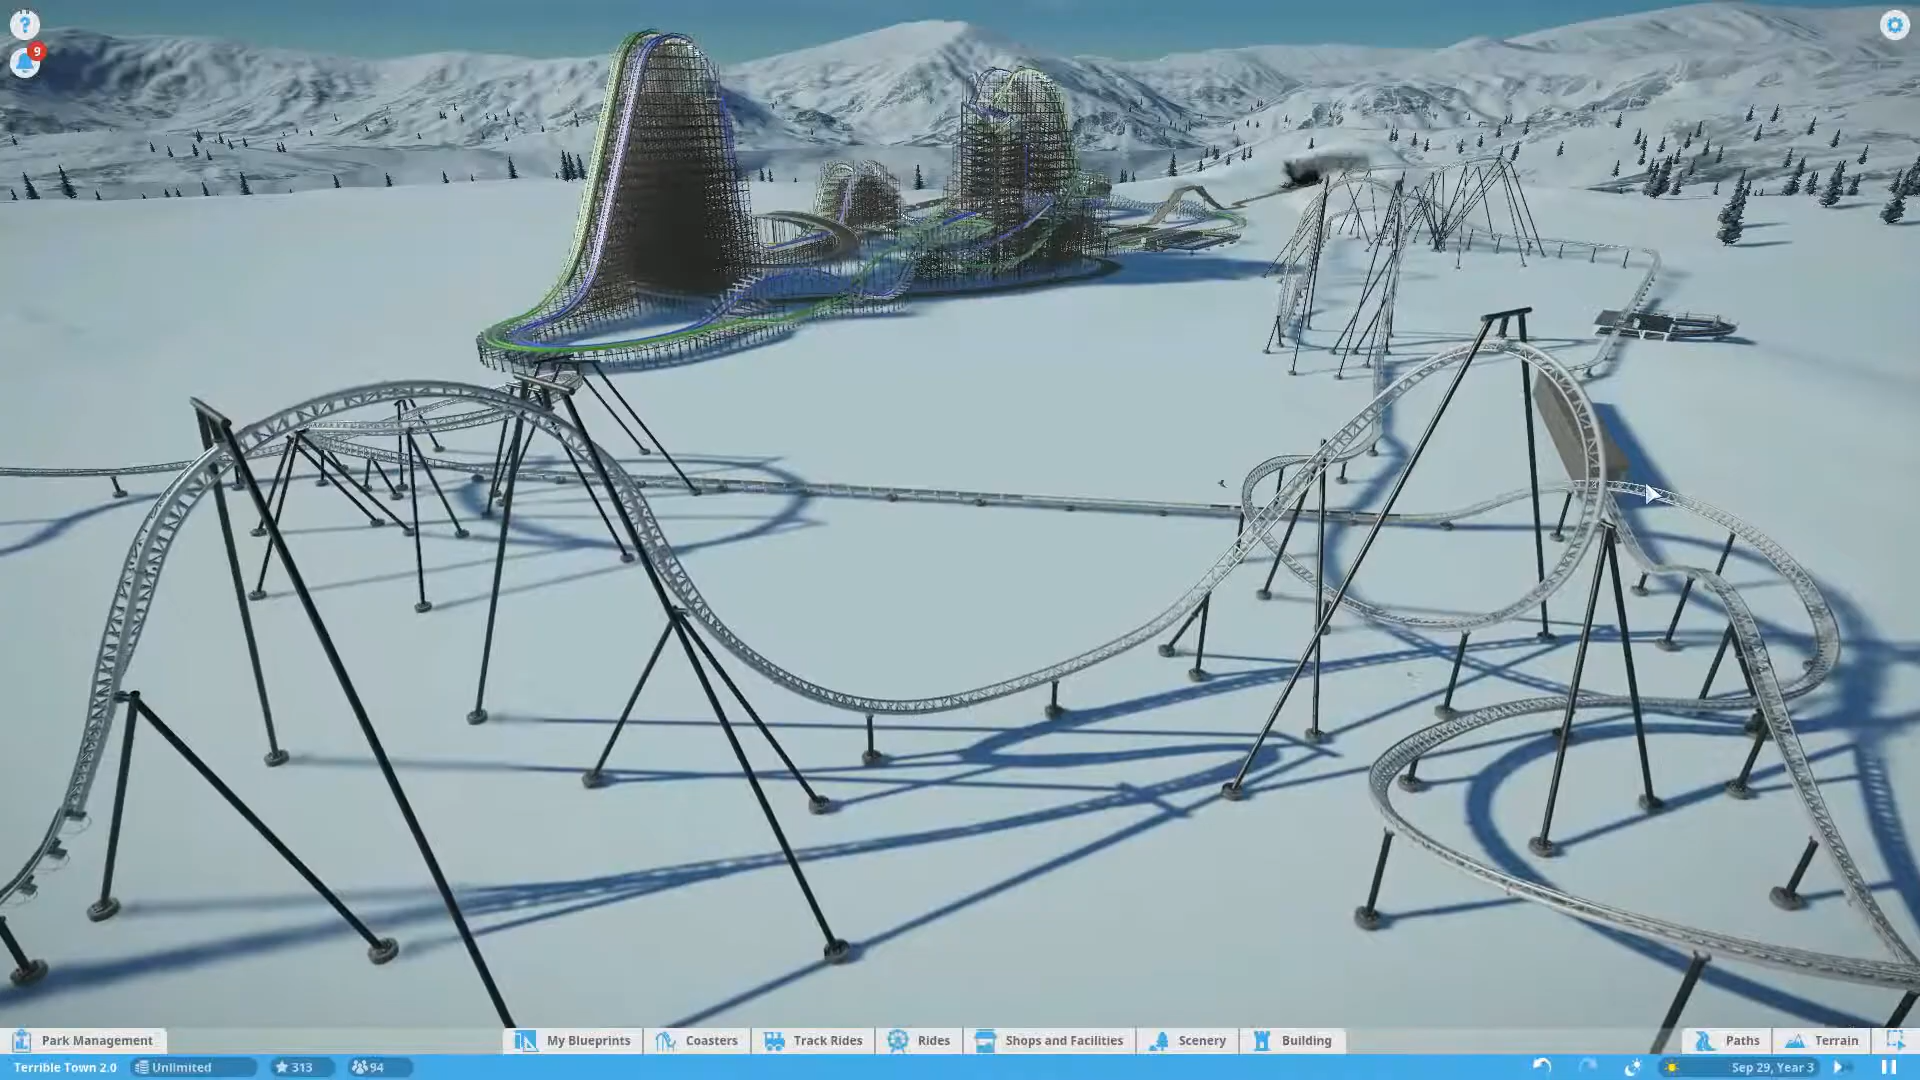 ?
9
Park Management
My Blueprints
Coasters
Track Rides
Rides
Shops and Facilities
Scenery
Building
Paths
Terrain
Terrible Town 2.0
Unlimited
313
94
Sep 29, Year 3